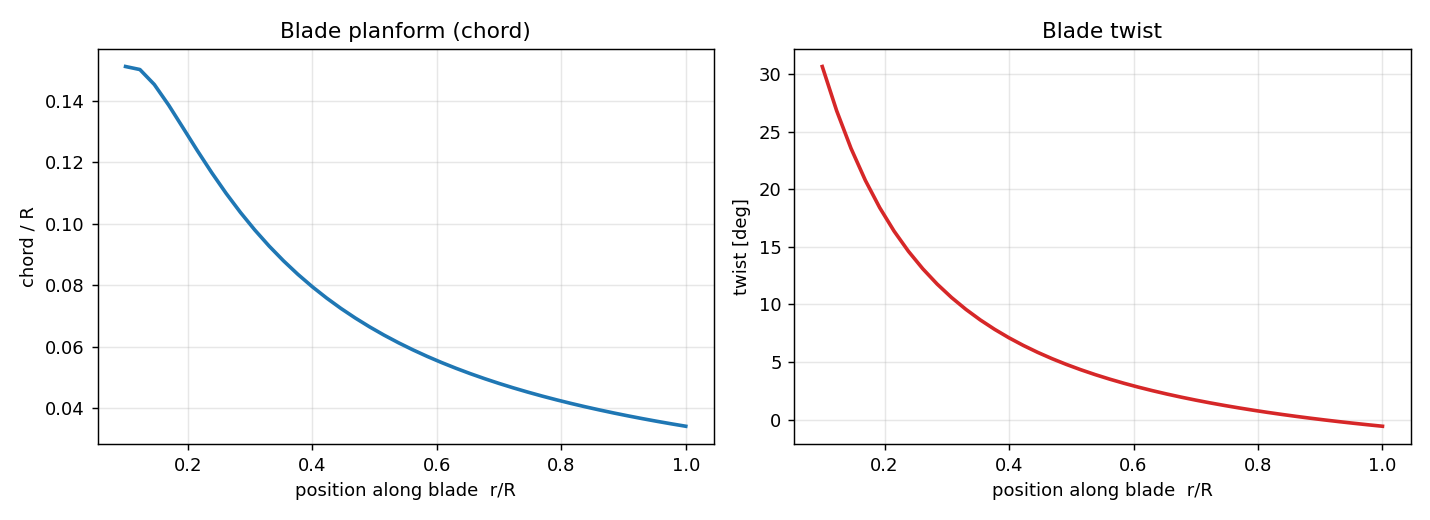 Blade planform (chord)
chord / R
0.14
0.12
0.10
0.08
0.06
0.04
0.2 0.4 0.6 0.8 1.0
position along blade  r/R
Blade twist
twist [deg]
30
25
20
15
10
5
0
0.2 0.4 0.6 0.8 1.0
position along blade  r/R